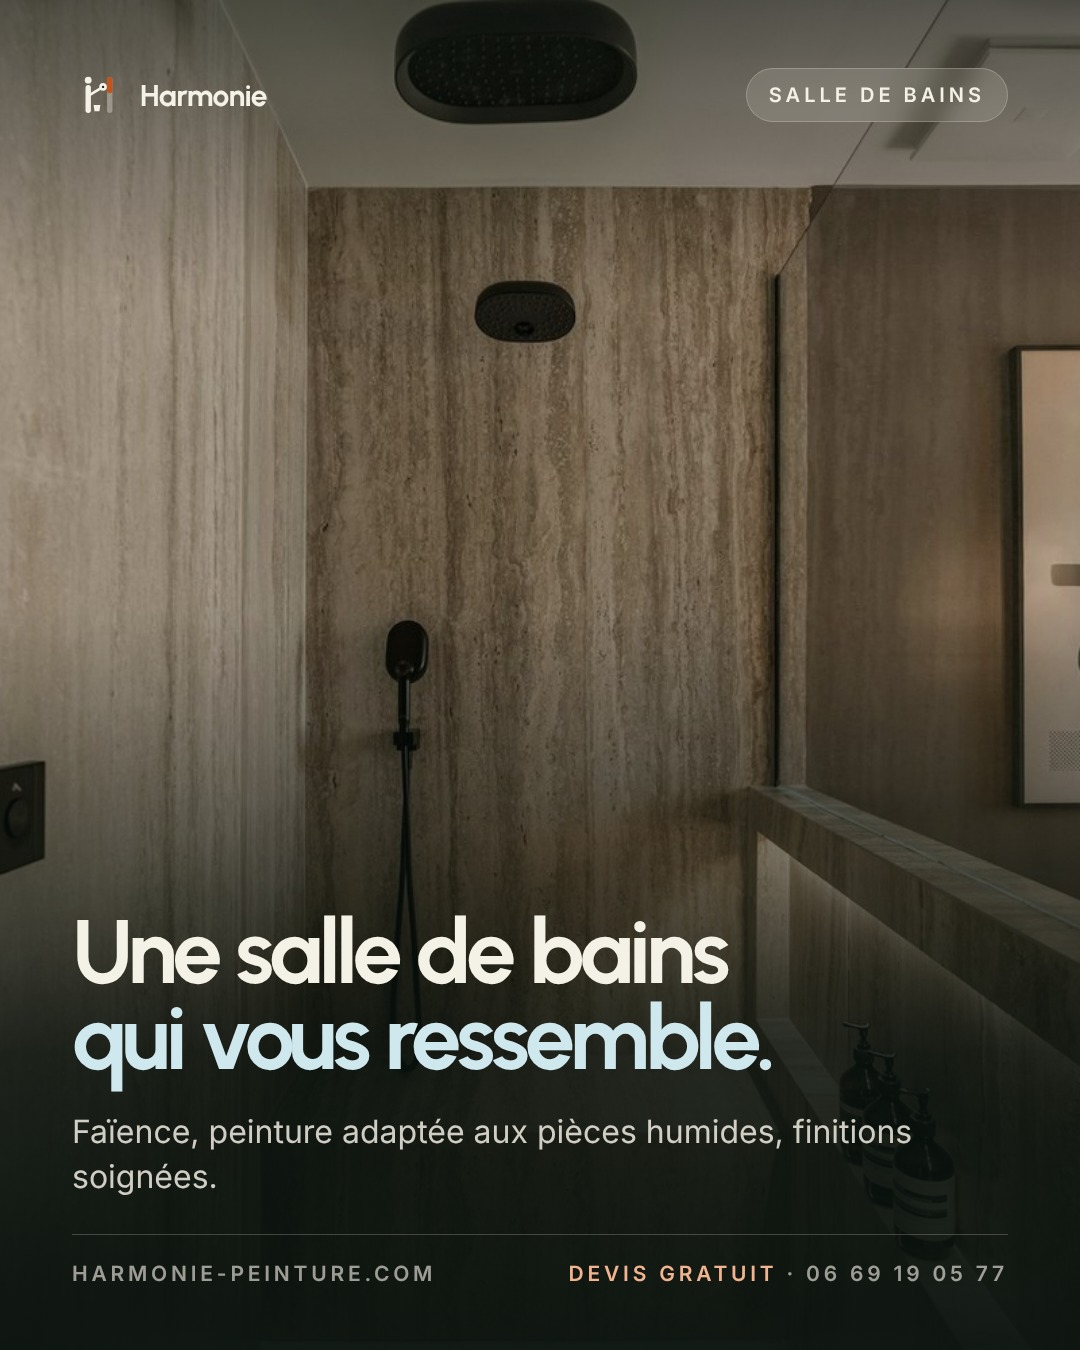 Harmonie
SALLE DE BAINS
Une salle de bains
qui vous ressemble.
Faïence, peinture adaptée aux pièces humides, finitions
soignées.
HARMONIE-PEINTURE.COM
DEVIS GRATUIT · 06 69 19 05 77